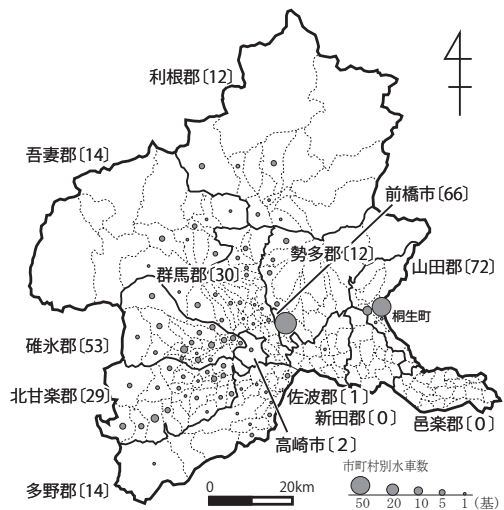 利根郡〔12〕
吾妻郡〔14〕
前橋市〔66〕
勢多郡〔12〕
山田郡〔72〕
群馬郡〔30〕
桐生町
碓氷郡〔53〕
北甘楽郡〔29〕
佐波郡〔1〕
新田郡〔0〕
邑楽郡〔0〕
高崎市〔2〕
多野郡〔14〕
市町村別水車数
0 20km
50 20 10 5 1 (基)